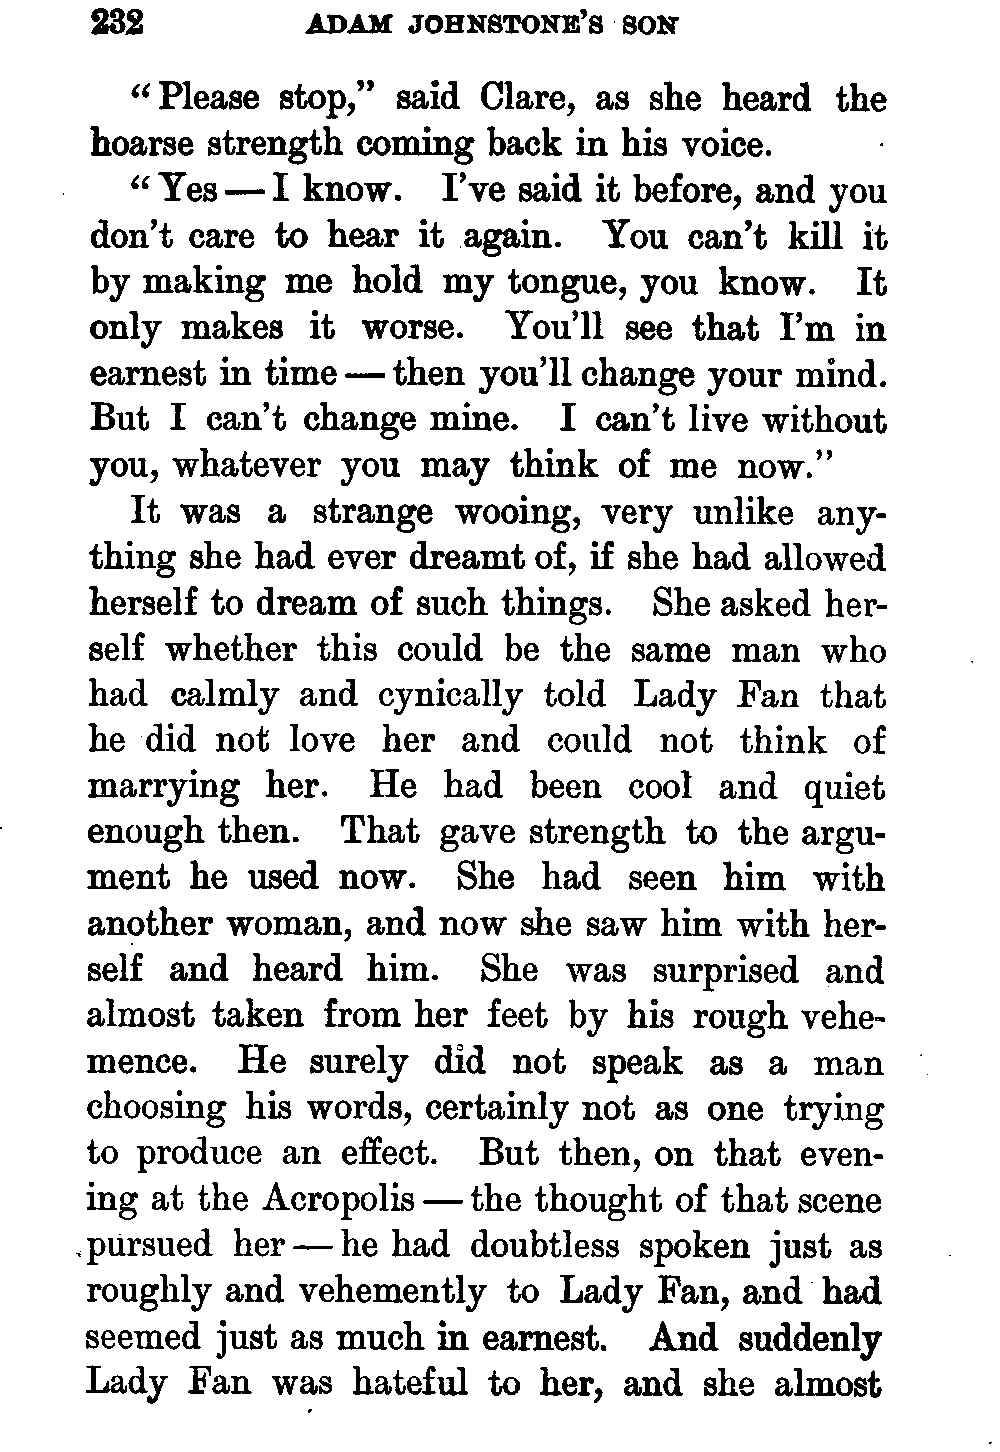 232 ADAM JOHNSTONE'S SON
"Please stop," said Clare, as she heard the
hoarse strength coming back in his voice.
"Yes — I know. I've said it before, and you
don't care to hear it again. You can't kill it
by making me hold my tongue, you know. It
only makes it worse. You'll see that I'm in
earnest in time — then you'll change your mind.
But I can't change mine. I can't live without
you, whatever you may think of me now."
It was a strange wooing, very unlike any-
thing she had ever dreamt of, if she had allowed
herself to dream of such things. She asked her-
self whether this could be the same man who
had calmly and cynically told Lady Fan that
he did not love her and could not think of
marrying her. He had been cool and quiet
enough then. That gave strength to the argu-
ment he used now. She had seen him with
another woman, and now she saw him with her-
self and heard him. She was surprised and
almost taken from her feet by his rough vehe-
mence. He surely did not speak as a man
choosing his words, certainly not as one trying
to produce an effect. But then, on that even-
ing at the Acropolis — the thought of that scene
pursued her — he had doubtless spoken just as
roughly and vehemently to Lady Fan, and had
seemed just as much in earnest. And suddenly
Lady Fan was hateful to her, and she almost